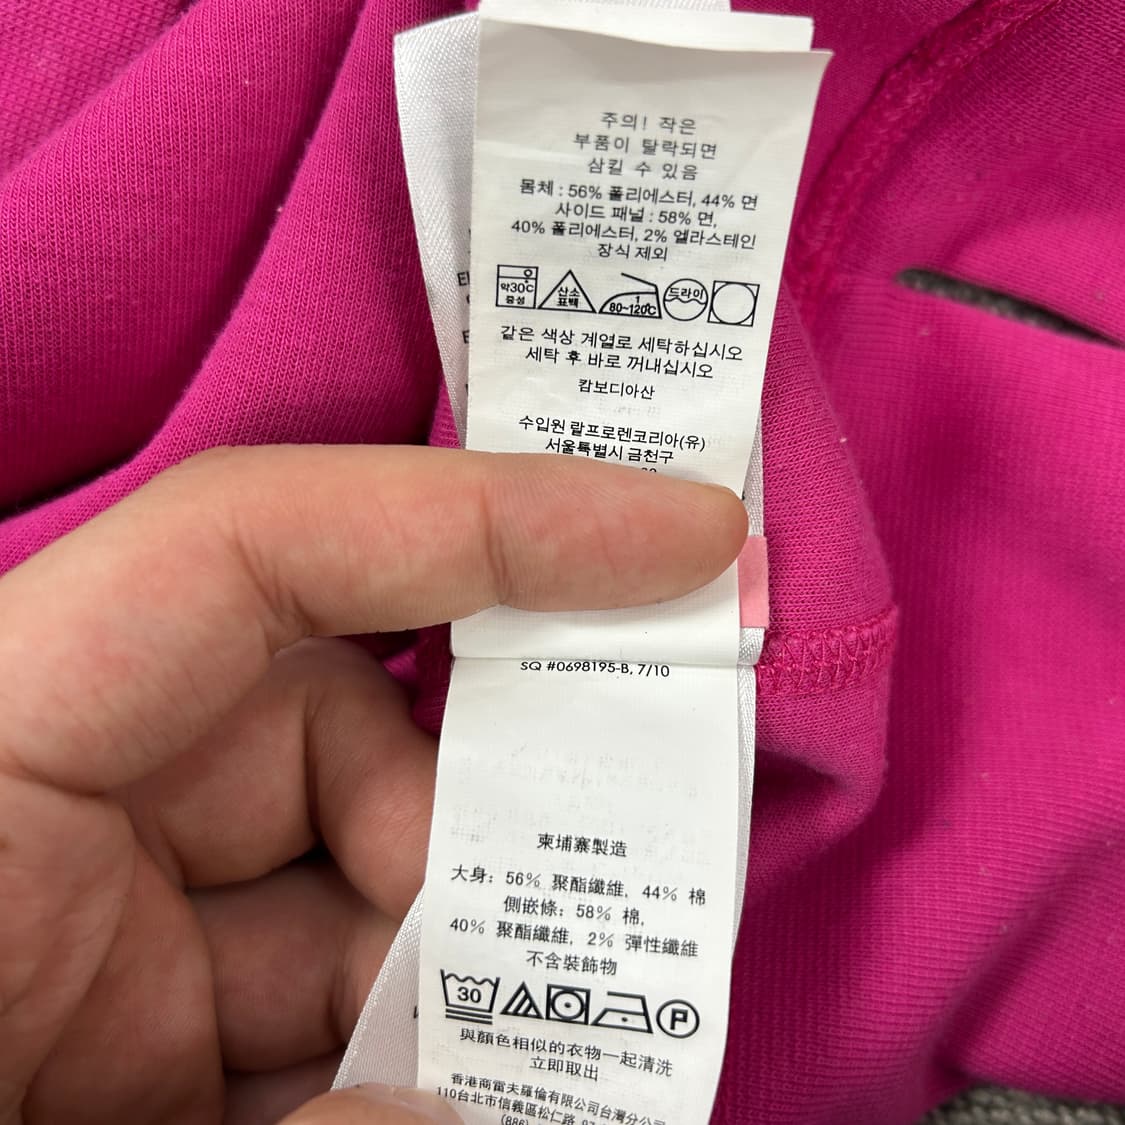 주의! 작은
부품이 탈락되면
삼킬 수 있음
몸체 : 56% 폴리에스터, 44% 면
사이드 패널 : 58% 면,
40% 폴리에스터, 2% 엘라스테인
장식 제외
약30℃
중성
산소
표백
1
80~120℃
드라이
같은 색상 계열로 세탁하십시오
세탁 후 바로 꺼내십시오
캄보디아산
수입원 랄프로렌코리아(유)
서울특별시 금천구
SQ #0698195-B, 7/10
柬埔寨製造
大身: 56% 聚酯纖維, 44% 棉
側嵌條: 58% 棉,
40% 聚酯纖維, 2% 彈性纖維
不含裝飾物
30
P
與顏色相似的衣物一起清洗
立即取出
香港商雷夫羅倫有限公司台灣分公
110台北市信義區松仁路
(886)